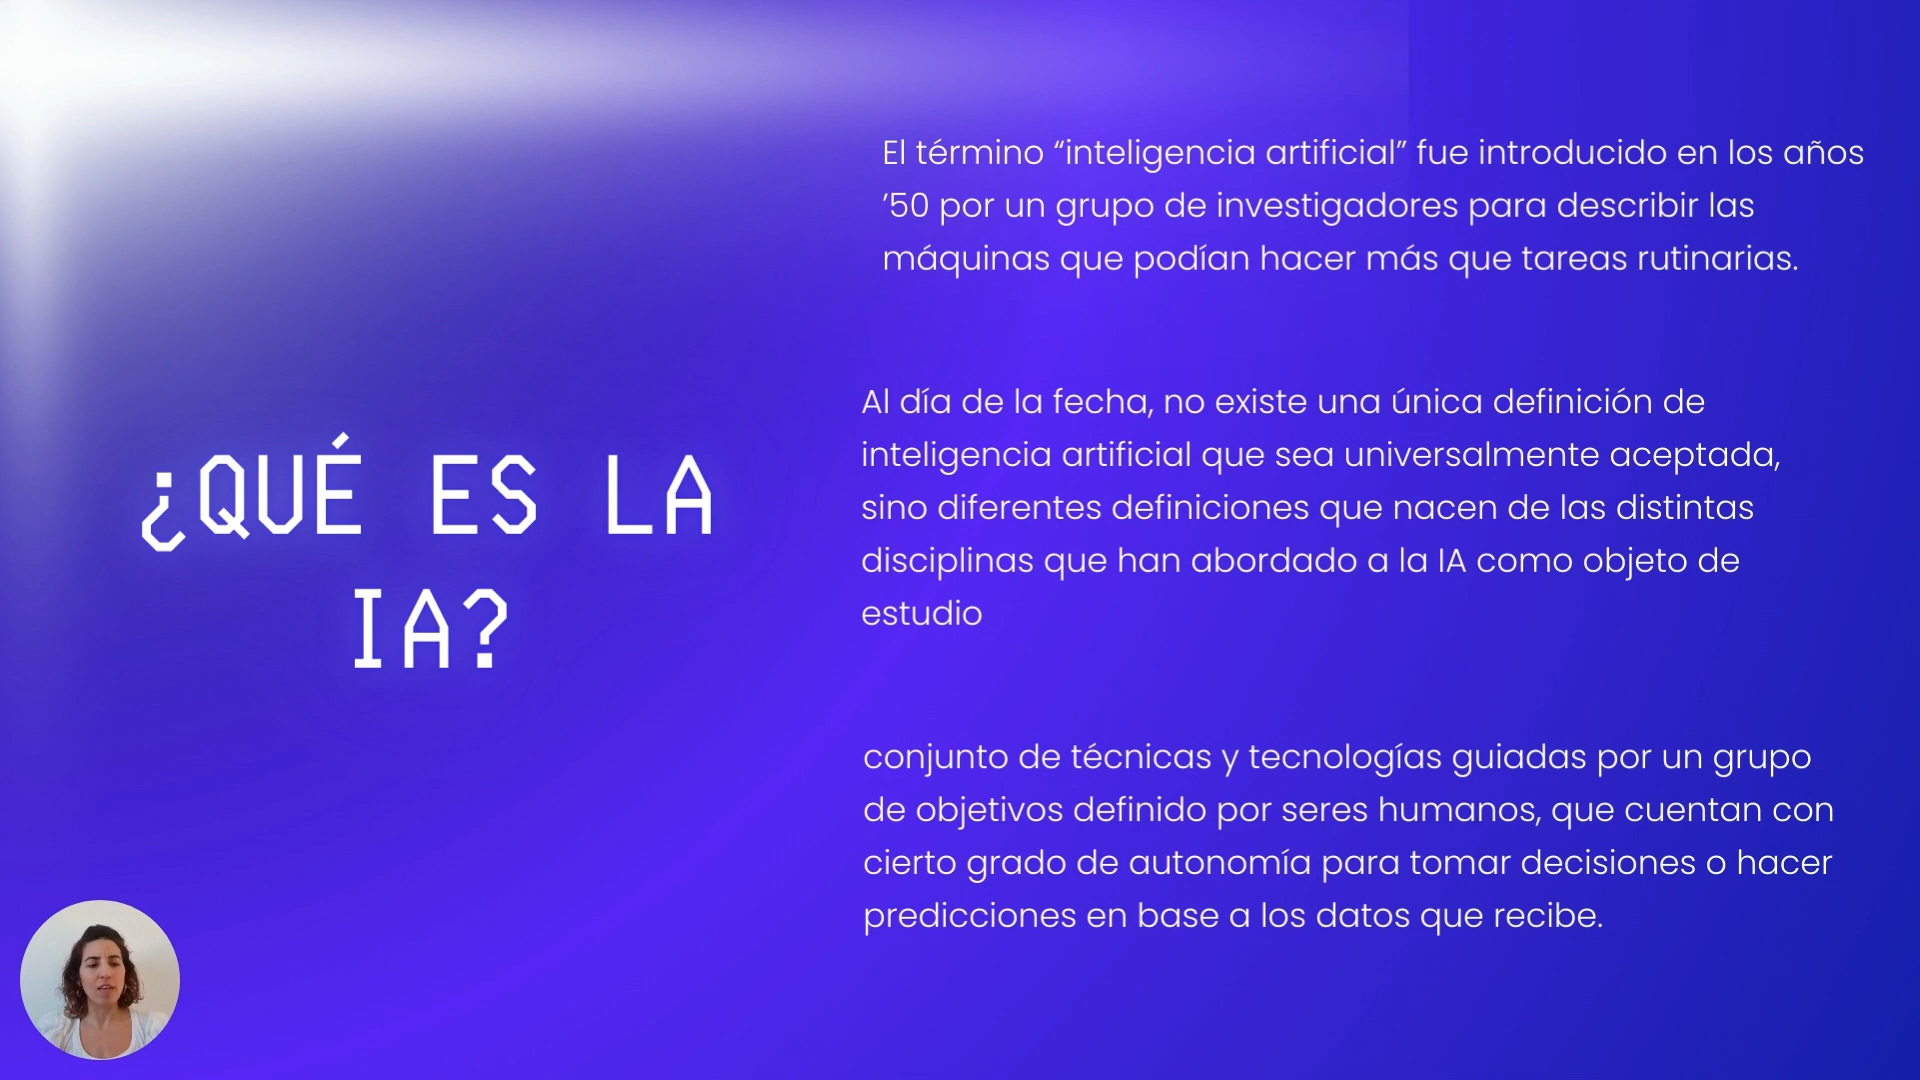 ¿QUÉ ES LA
IA?
El término “inteligencia artificial” fue introducido en los años
’50 por un grupo de investigadores para describir las
máquinas que podían hacer más que tareas rutinarias.
Al día de la fecha, no existe una única definición de
inteligencia artificial que sea universalmente aceptada,
sino diferentes definiciones que nacen de las distintas
disciplinas que han abordado a la IA como objeto de
estudio
conjunto de técnicas y tecnologías guiadas por un grupo
de objetivos definido por seres humanos, que cuentan con
cierto grado de autonomía para tomar decisiones o hacer
predicciones en base a los datos que recibe.